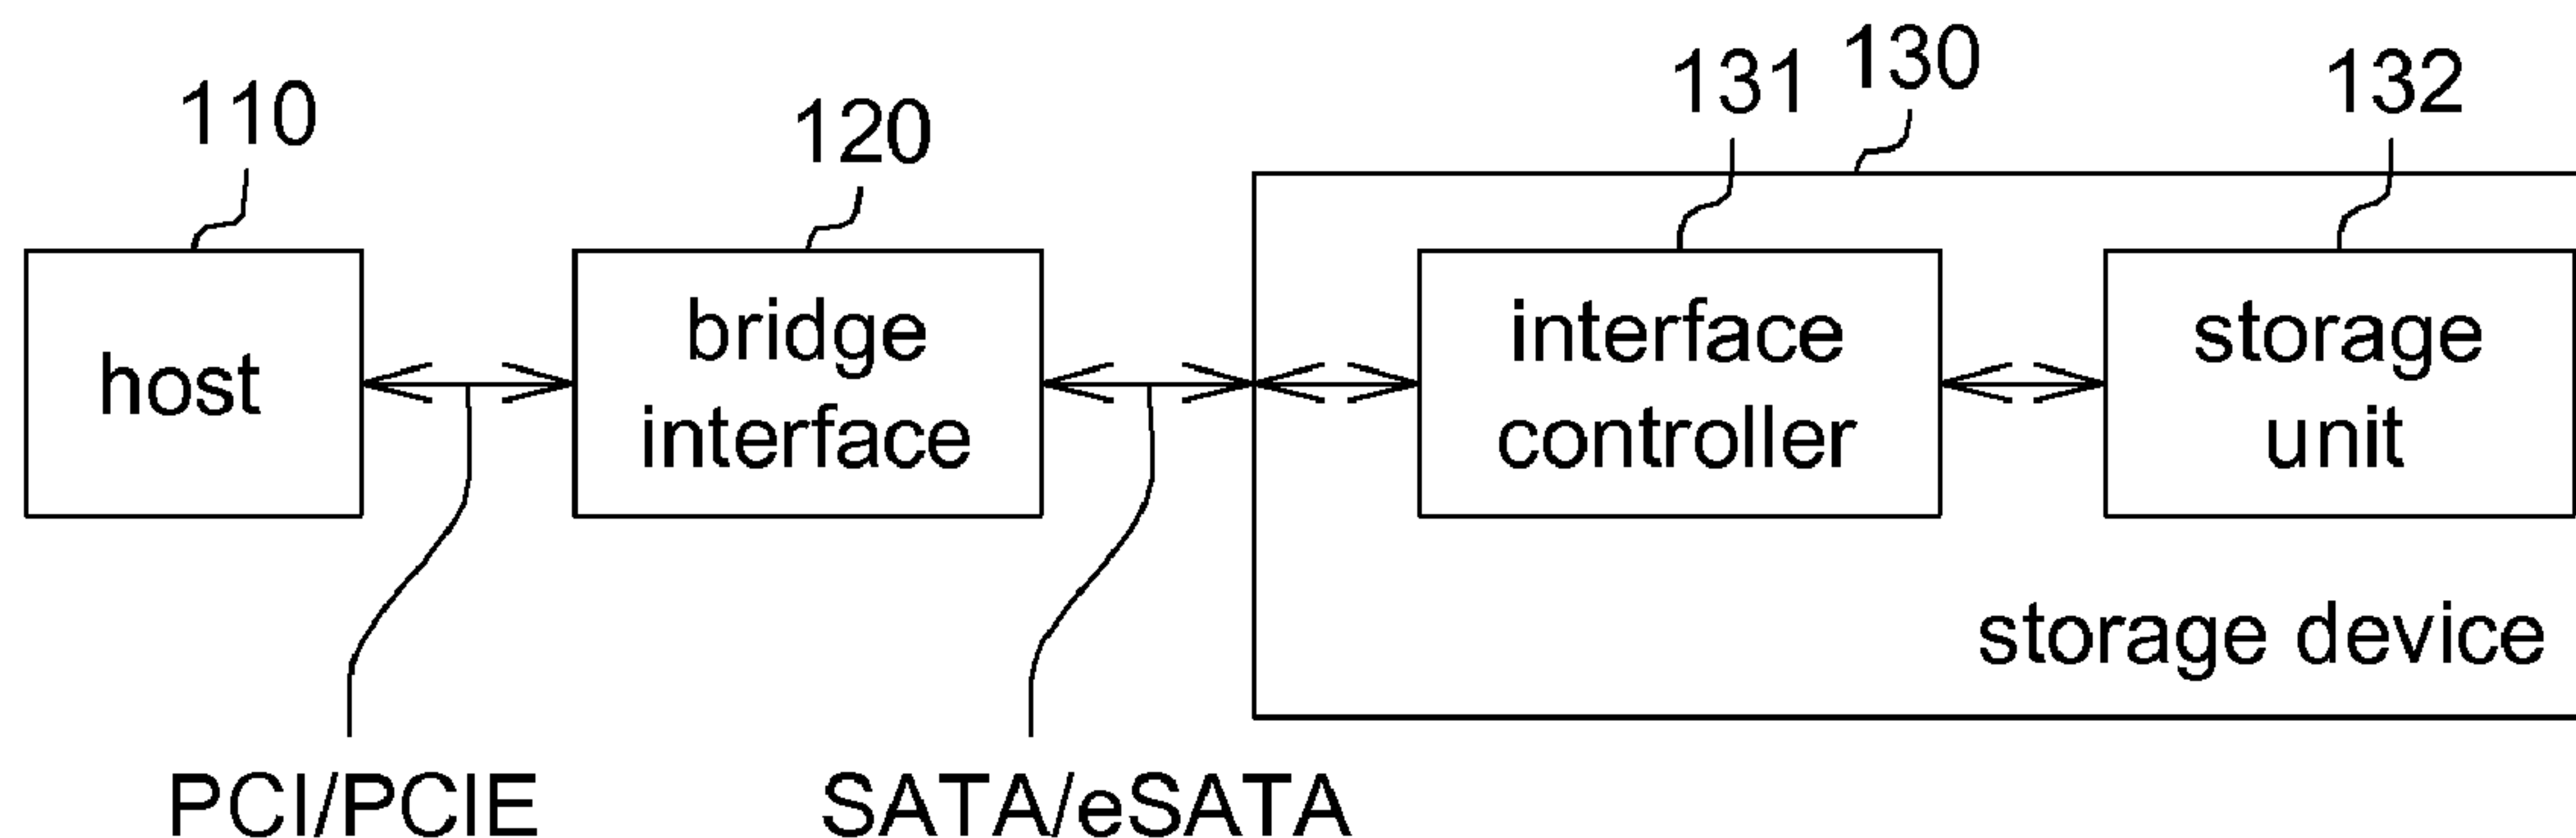 110
120
131
130
132
host
bridge
interface
interface
controller
storage
unit
storage device
PCI/PCIE
SATA/eSATA